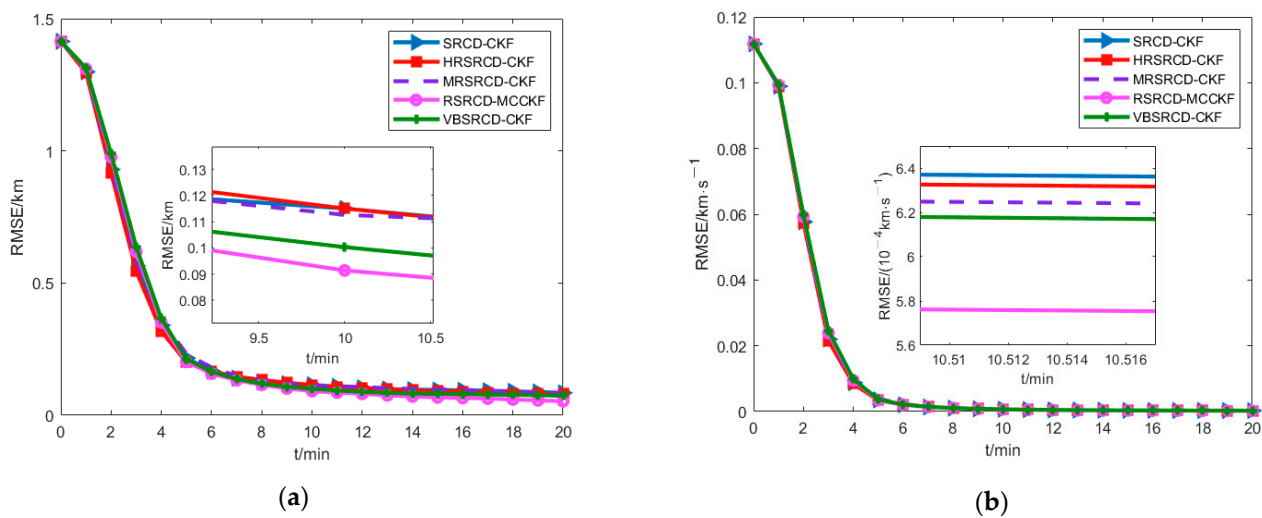 1.5
1
0.5
0
RMSE/km
0 2 4 6 8 10 12 14 16 18 20
t/min
SRCD-CKF
HRSRCD-CKF
MRSRCD-CKF
RSRCD-MCCKF
VBSRCD-CKF
0.13
0.12
0.11
0.1
0.09
0.08
RMSE/km
9.5 10 10.5
t/min
(a)
0.12
0.1
0.08
0.06
0.04
0.02
0
RMSE/km·s⁻¹
0 2 4 6 8 10 12 14 16 18 20
t/min
SRCD-CKF
HRSRCD-CKF
MRSRCD-CKF
RSRCD-MCCKF
VBSRCD-CKF
6.4
6.2
6
5.8
5.6
RMSE/(10⁻⁴km·s⁻¹)
10.51 10.512 10.514 10.516
t/min
(b)